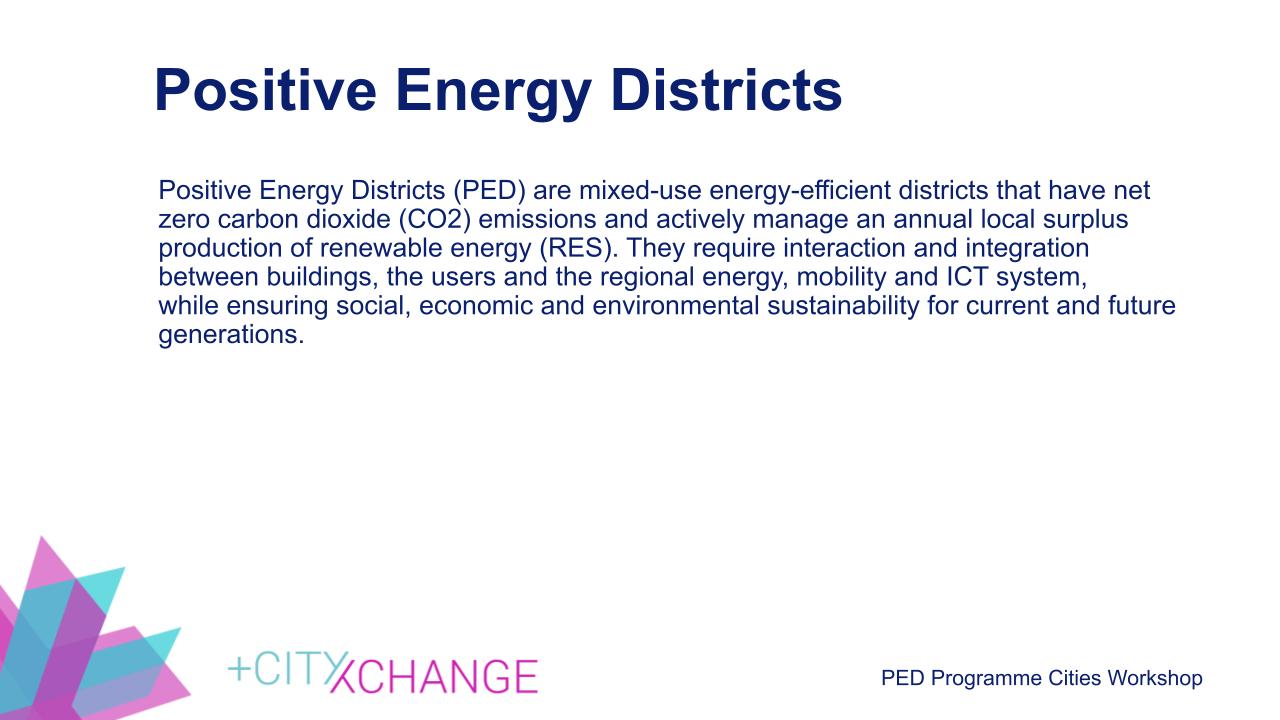 Positive Energy Districts
Positive Energy Districts (PED) are mixed-use energy-efficient districts that have net
zero carbon dioxide (CO2) emissions and actively manage an annual local surplus
production of renewable energy (RES). They require interaction and integration
between buildings, the users and the regional energy, mobility and ICT system,
while ensuring social, economic and environmental sustainability for current and future
generations.
+CITYXCHANGE
PED Programme Cities Workshop